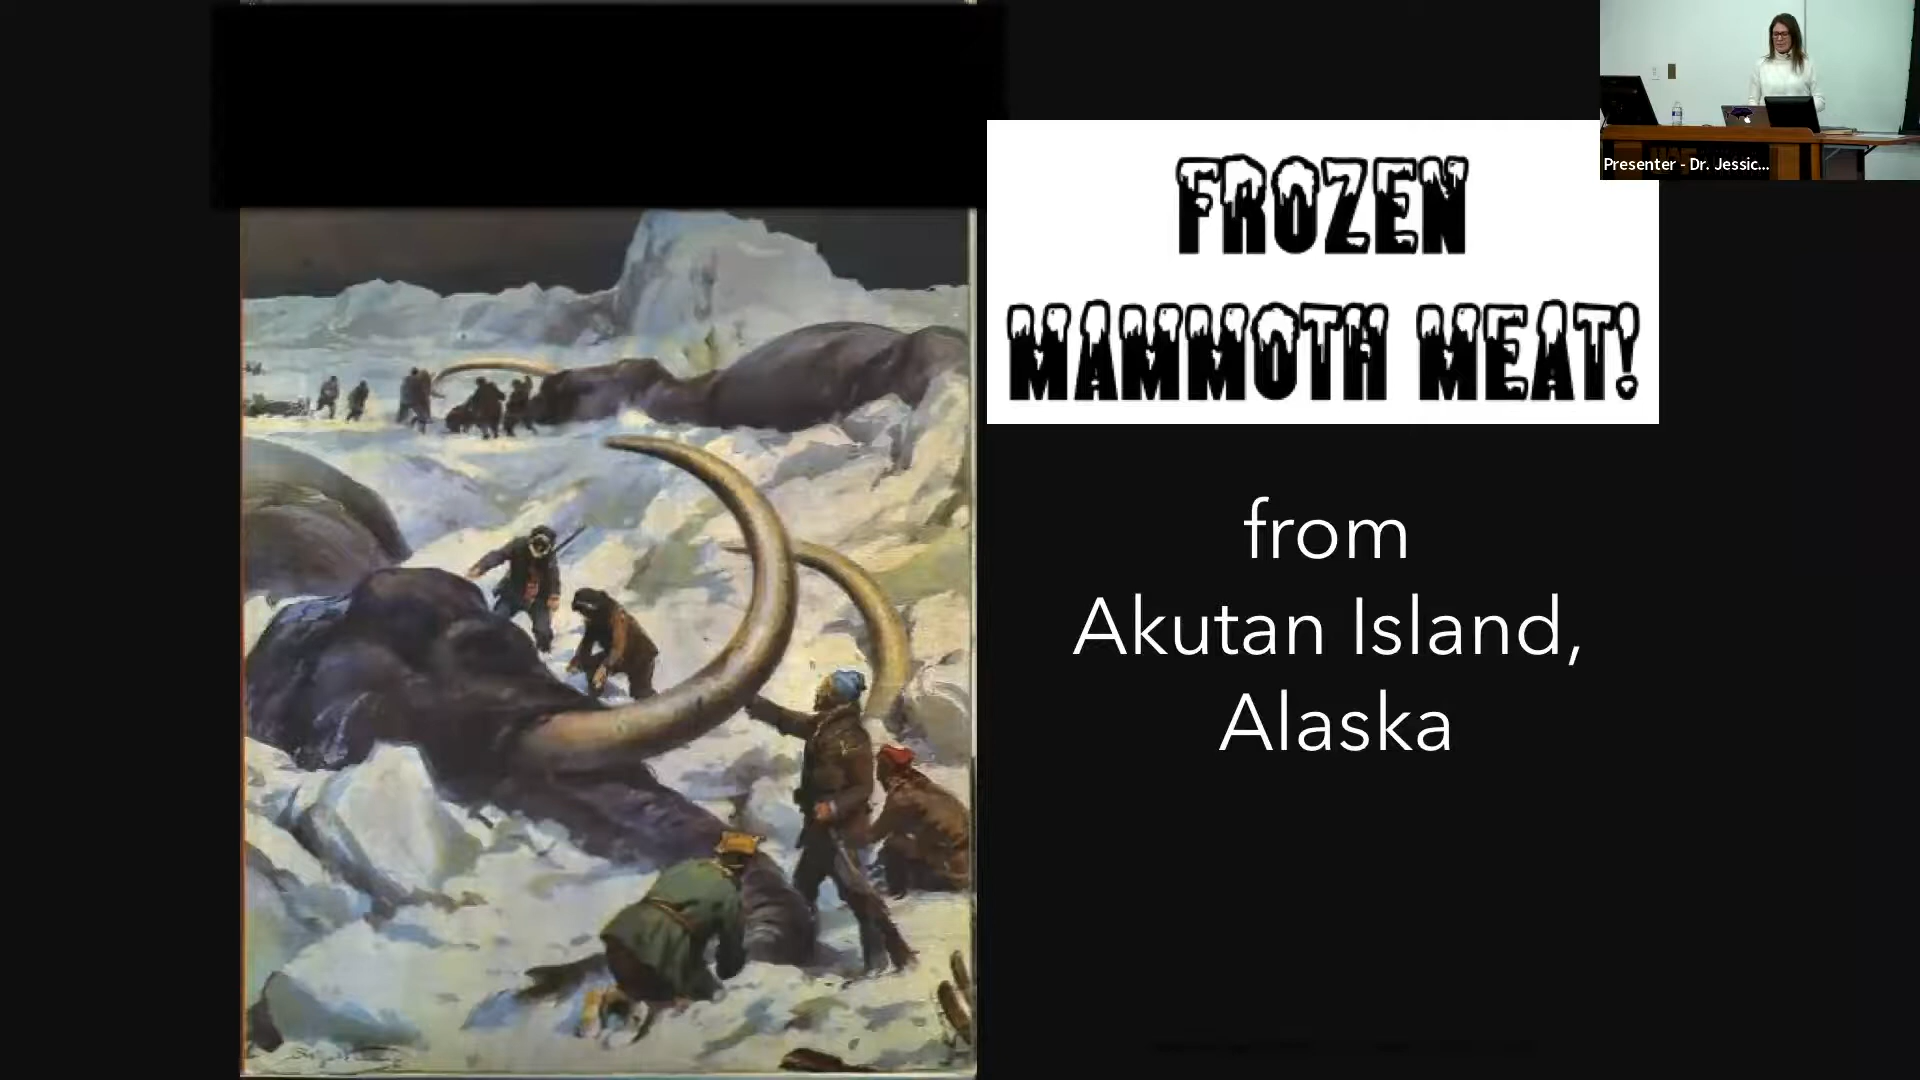 FROZEN
MAMMOTH MEAT!
from
Akutan Island,
Alaska
Presenter - Dr. Jessic...